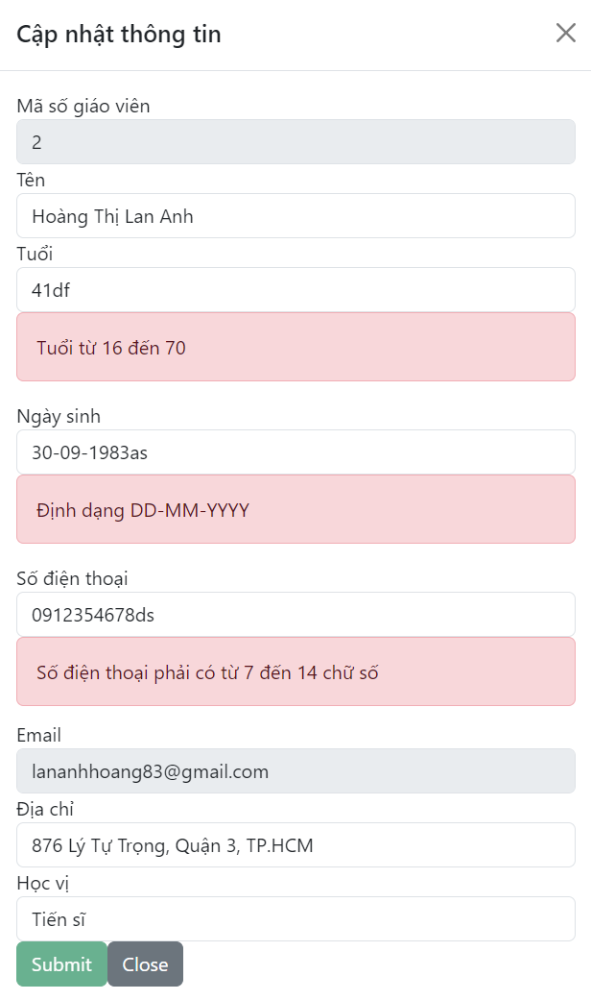 Cập nhật thông tin
Mã số giáo viên
2
Tên
Hoàng Thị Lan Anh
Tuổi
41df
Tuổi từ 16 đến 70
Ngày sinh
30-09-1983as
Định dạng DD-MM-YYYY
Số điện thoại
0912354678ds
Số điện thoại phải có từ 7 đến 14 chữ số
Email
lananhhoang83@gmail.com
Địa chỉ
876 Lý Tự Trọng, Quận 3, TP.HCM
Học vị
Tiến sĩ
Submit Close